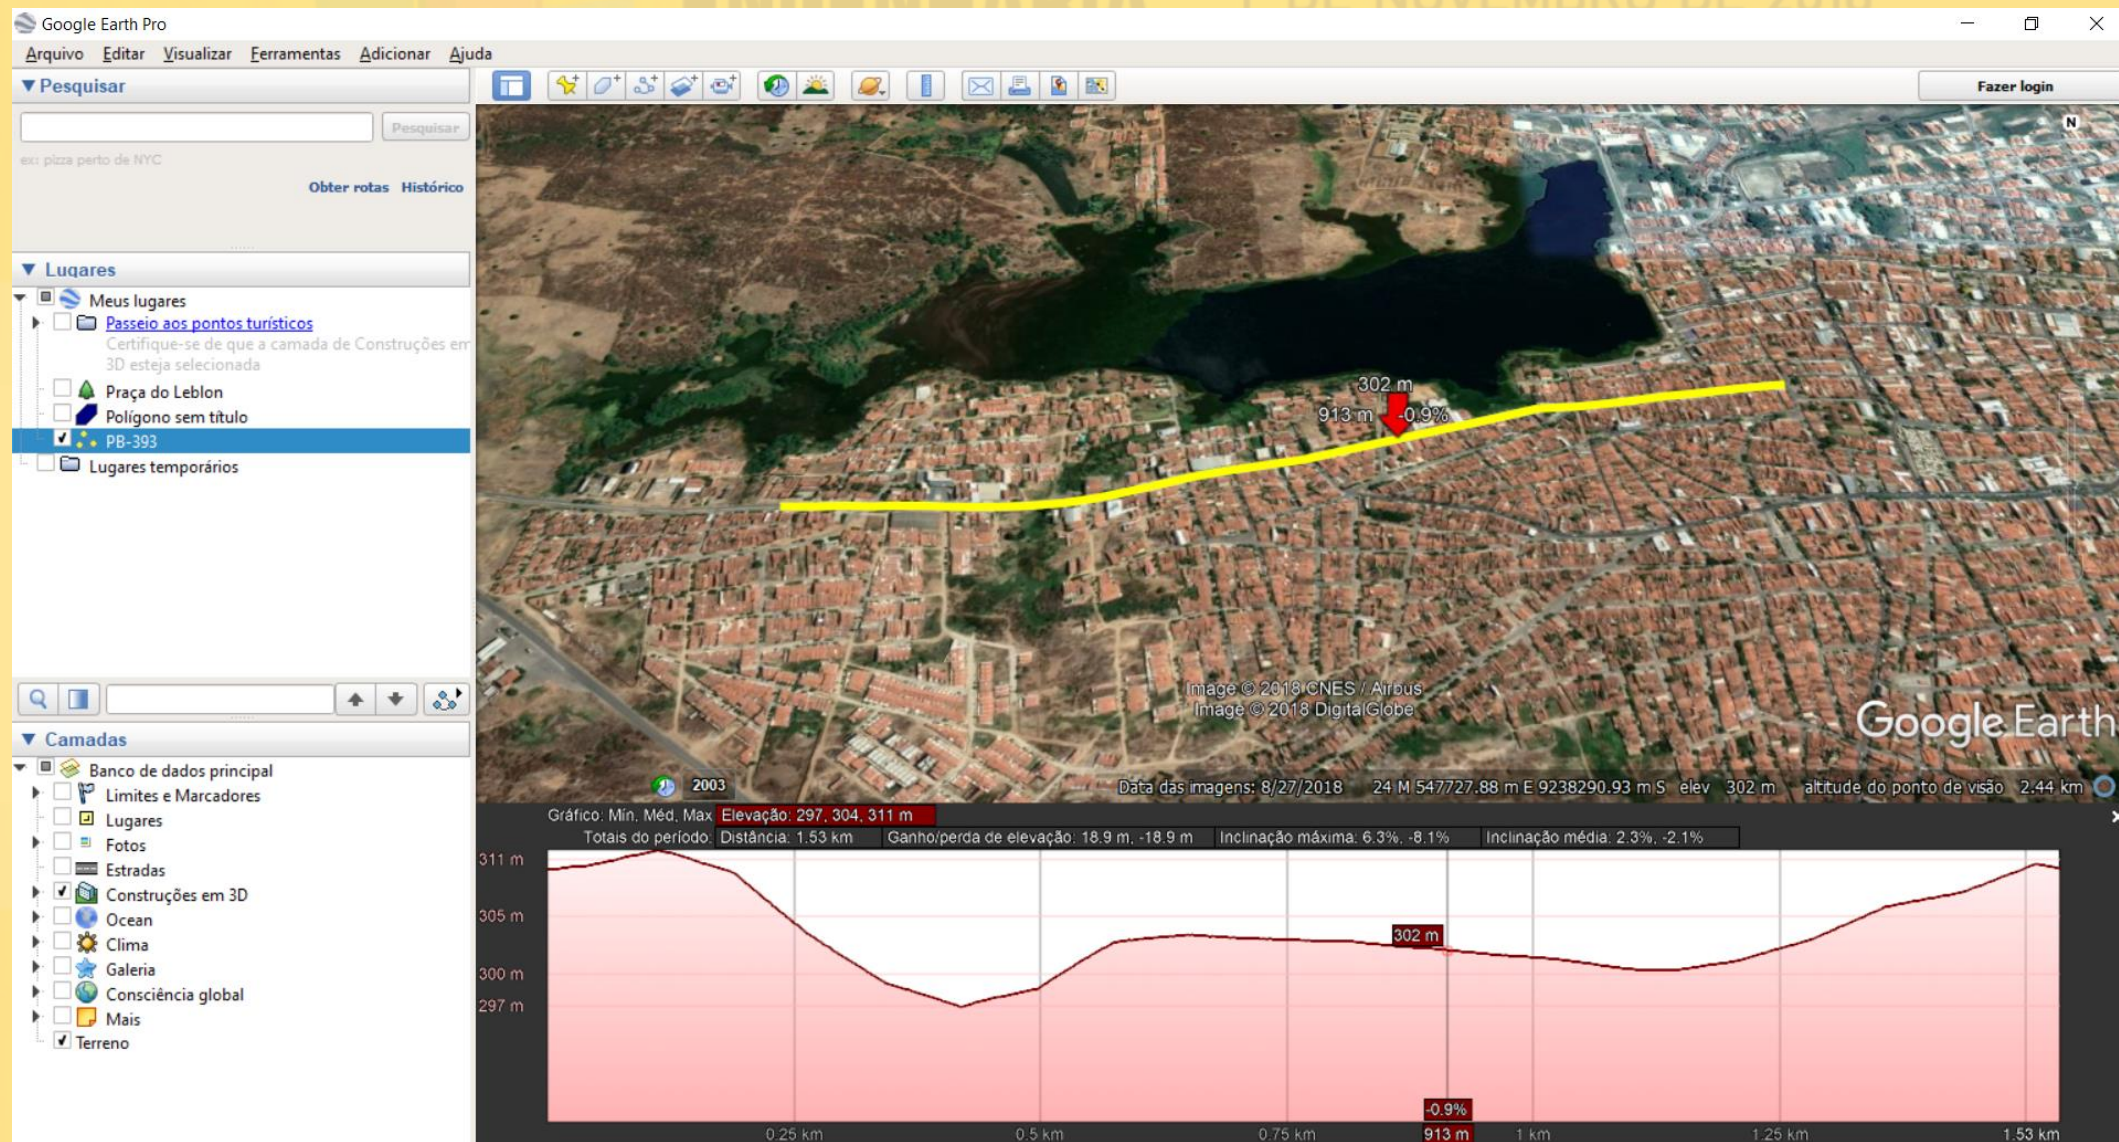 DE NOVEMBRO DE 2018
Google Earth Pro
Arquivo Editar Visualizar Ferramentas Adicionar Ajuda
Pesquisar
Fazer login
Pesquisar
ex: pizza perto de NYC
Obter rotas Histórico
N
Lugares
Meus lugares
Passeio aos pontos turísticos
Certifique-se de que a camada de Construções em
3D esteja selecionada
Praça do Leblon
Polígono sem título
PB-393
Lugares temporários
302 m
913 m -0.9%
Image © 2018 CNES / Airbus
Image © 2018 DigitalGlobe
Google Earth
2003
Data das imagens: 8/27/2018 24 M 547727.88 m E 9238290.93 m S elev 302 m altitude do ponto de visão 2.44 km
Camadas
Banco de dados principal
Limites e Marcadores
Lugares
Fotos
Estradas
Construções em 3D
Ocean
Clima
Galeria
Consciência global
Mais
Terreno
Gráfico: Mín, Méd, Max Elevação: 297, 304, 311 m
Totais do período: Distância: 1.53 km Ganho/perda de elevação: 18.9 m, -18.9 m Inclinação máxima: 6.3%, -8.1% Inclinação média: 2.3%, -2.1%
311 m
305 m
302 m
300 m
297 m
-0.9%
0.25 km 0.5 km 0.75 km 913 m 1 km 1.25 km 1.53 km